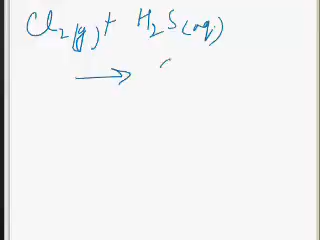 Cl₂(g) + H₂S(aq)
⟶